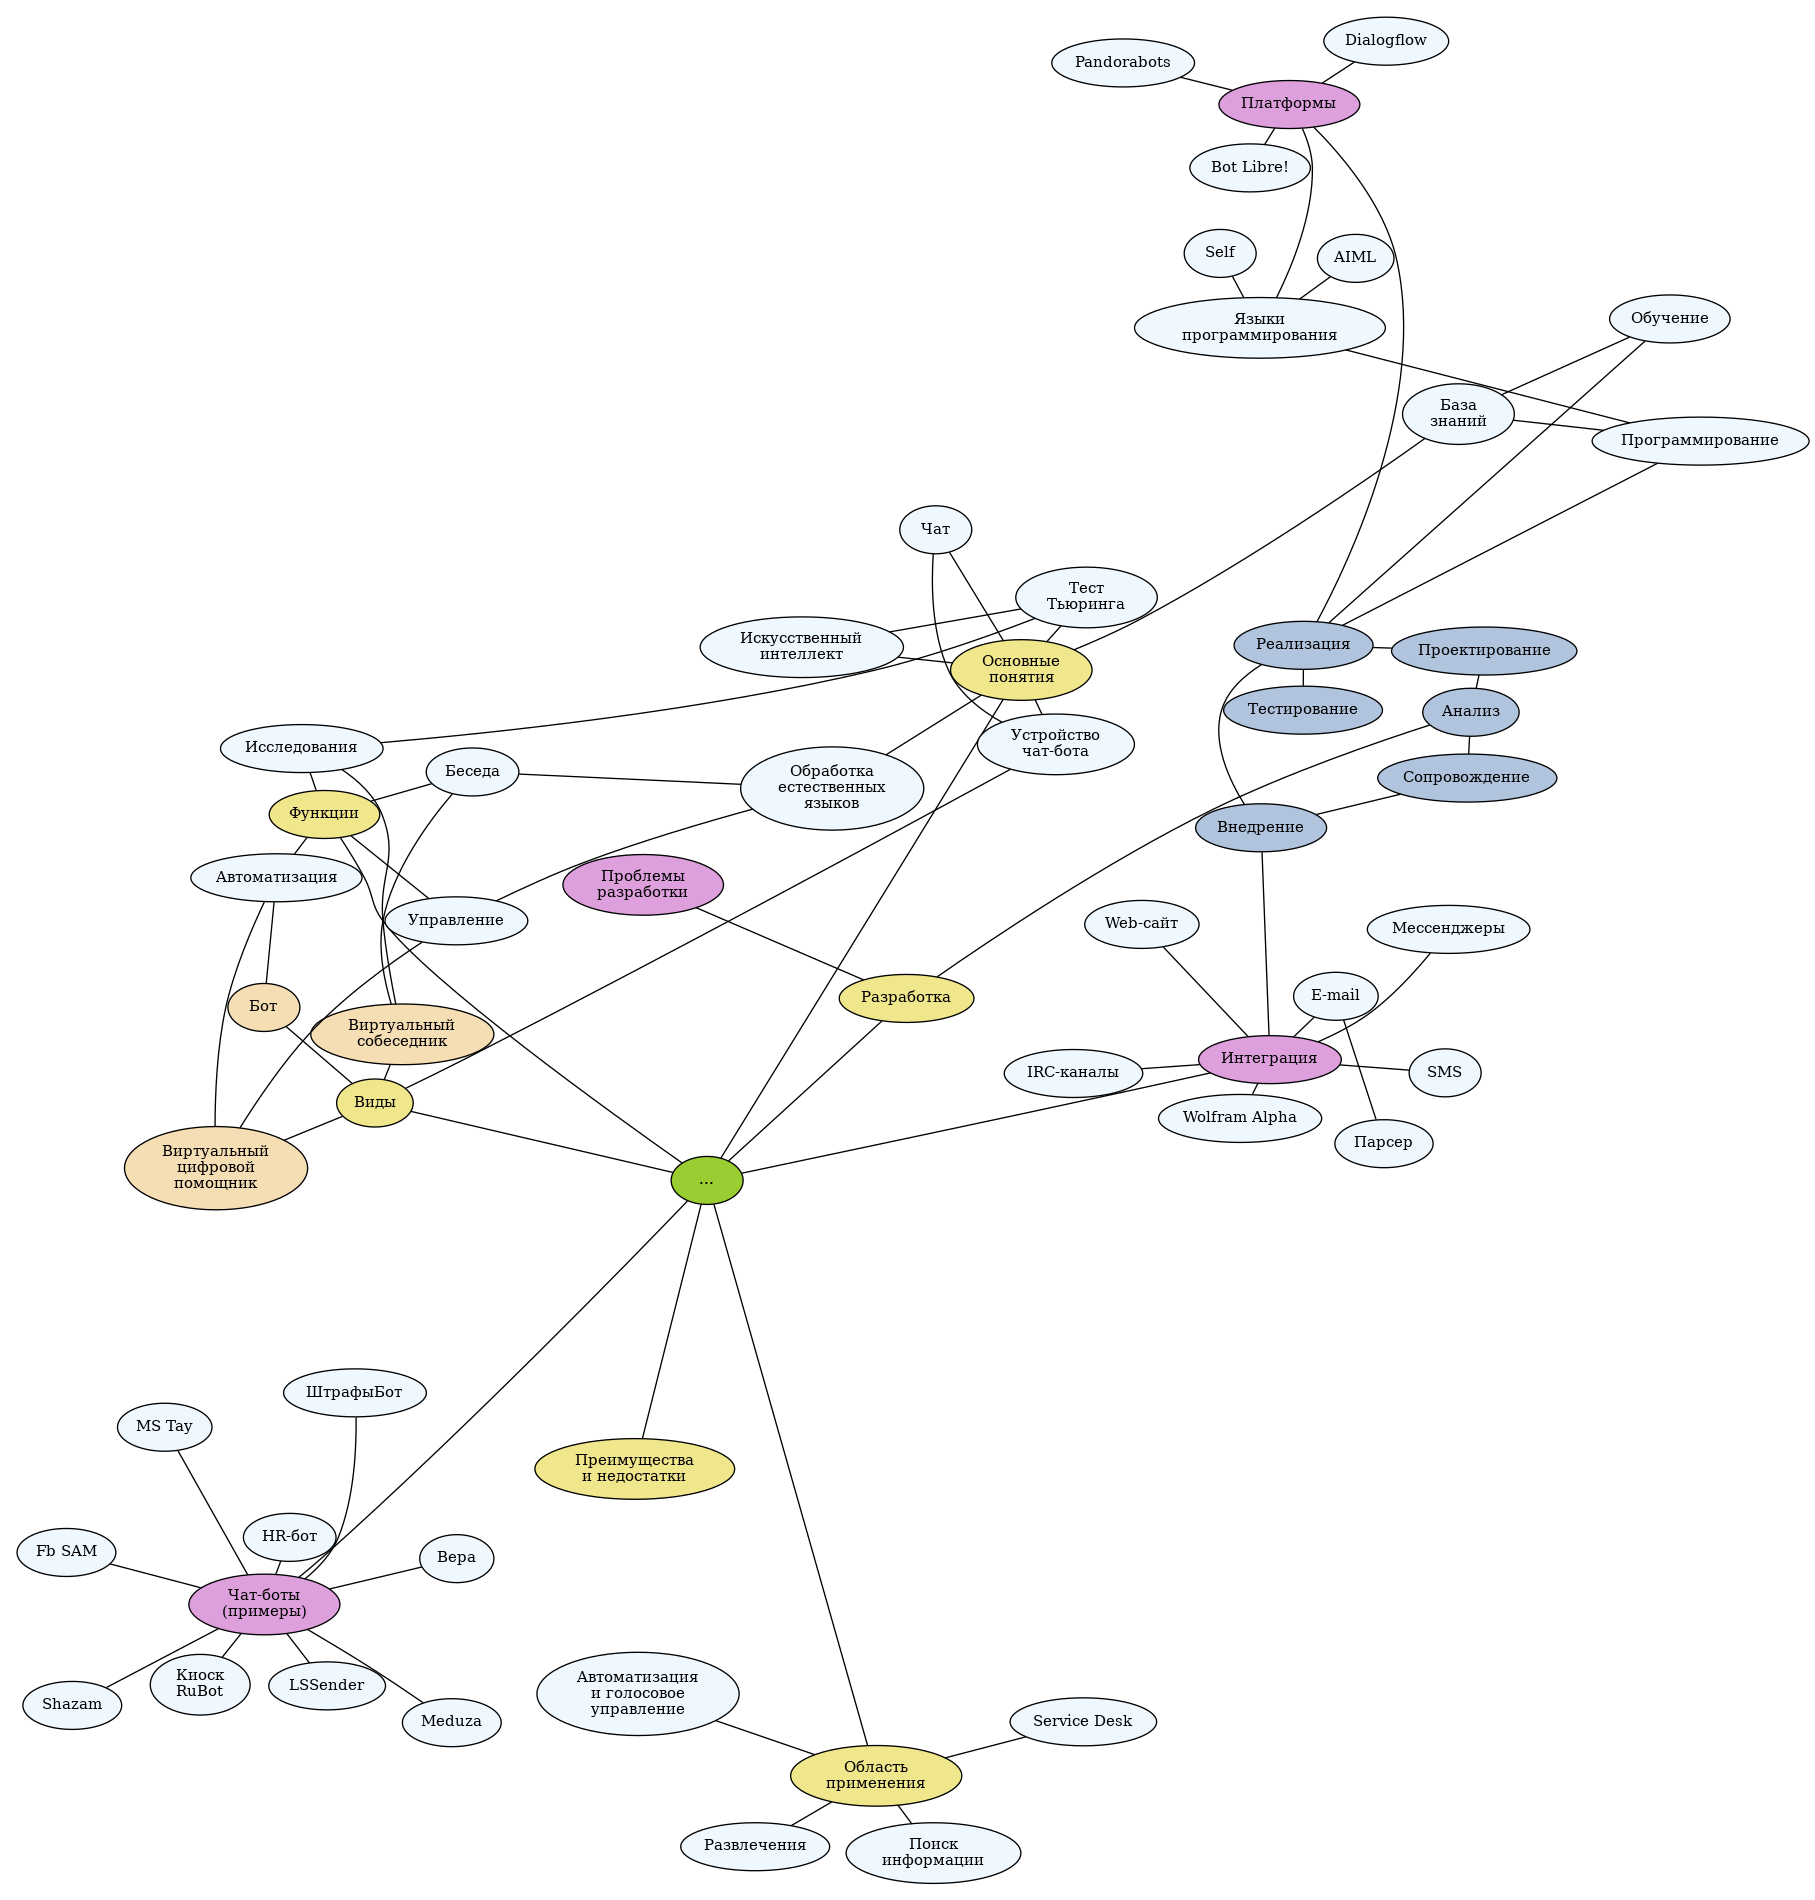 Dialogflow
Pandorabots
Платформы
Bot Libre!
Self
AIML
Языки
программирования
Обучение
База
знаний
Программирование
Чат
Тест
Тьюринга
Искусственный
интеллект
Основные
понятия
Реализация
Проектирование
Тестирование
Анализ
Исследования
Устройство
чат-бота
Беседа
Обработка
естественных
языков
Сопровождение
Функции
Внедрение
Автоматизация
Проблемы
разработки
Управление
Web-сайт
Мессенджеры
Разработка
E-mail
Бот
Виртуальный
собеседник
Интеграция
IRC-каналы
SMS
Виды
Wolfram Alpha
Парсер
Виртуальный
цифровой
помощник
...
ШтрафыБот
MS Tay
Преимущества
и недостатки
HR-бот
Fb SAM
Вера
Чат-боты
(примеры)
Киоск
RuBot
LSSender
Shazam
Meduza
Автоматизация
и голосовое
управление
Service Desk
Область
применения
Развлечения
Поиск
информации